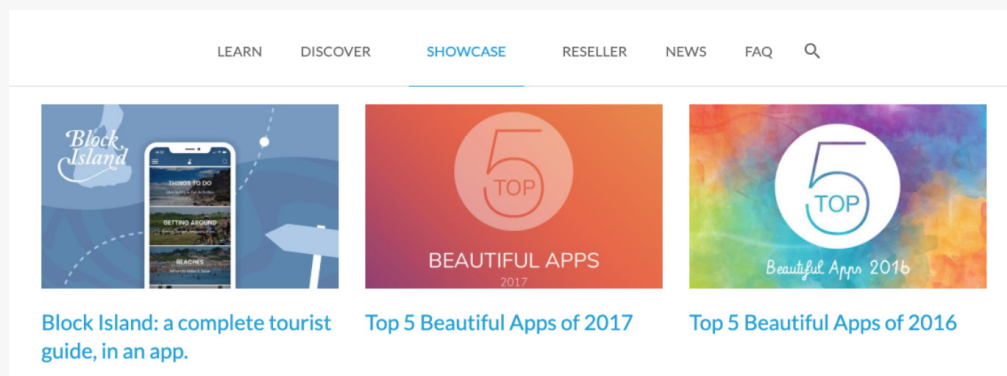 LEARN DISCOVER SHOWCASE RESELLER NEWS FAQ
Block
Island
THINGS TO DO
GETTING AROUND
BEACHES
5
TOP
BEAUTIFUL APPS
2017
5
TOP
Beautiful Apps 2016
Block Island: a complete tourist
guide, in an app.
Top 5 Beautiful Apps of 2017
Top 5 Beautiful Apps of 2016